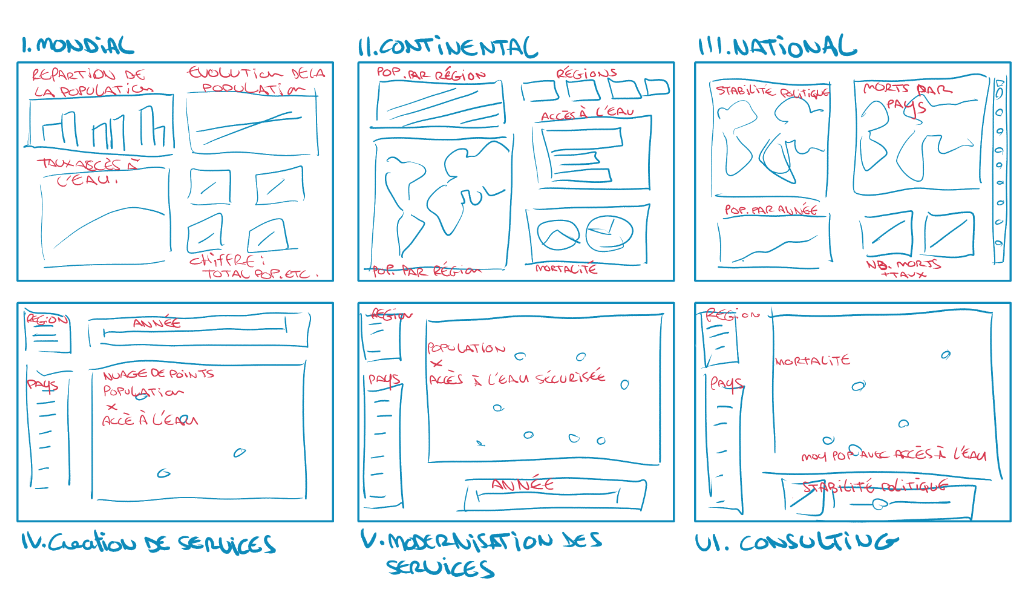 I. MONDIAL
RÉPARTION DE
LA POPULATION
ÉVOLUTION DE LA
POPULATION
TAUX ACCÈS À
L'EAU.
CHIFFRE:
TOTAL POP. ETC.
II. CONTINENTAL
POP. PAR RÉGION
RÉGIONS
ACCÈS À L'EAU
POP. PAR RÉGION
MORTALITÉ
III. NATIONAL
STABILITÉ POLITIQUE
MORTS PAR
PAYS
POP. PAR ANNÉE
NB. MORTS
+ TAUX
RÉGION
ANNÉE
PAYS
NUAGE DE POINTS
POPULATION
x
ACCÈ À L'EAU
IV. Création DE SERVICES
RÉGION
POPULATION
x
ACCÈS À L'EAU SÉCURISÉE
PAYS
ANNÉE
V. MODERNISATION DES
SERVICES
RÉGION
MORTALITÉ
PAYS
MOY POP AVEC ACCÈS À L'EAU
STABILITÉ POLITIQUE
VI. CONSULTING